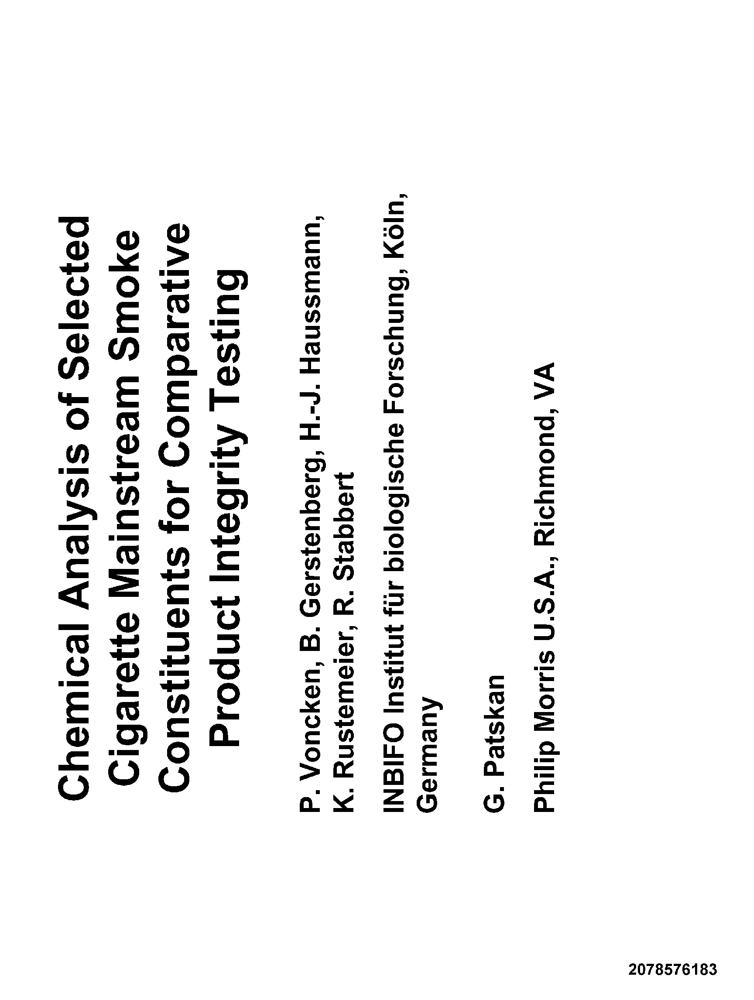 Chemical Analysis of Selected
Cigarette Mainstream Smoke
Constituents for Comparative
Product Integrity Testing
P. Voncken, B. Gerstenberg, H.-J. Haussmann,
K. Rustemeier, R. Stabbert
INBIFO Institut für biologische Forschung, Köln,
Germany
G. Patskan
Philip Morris U.S.A., Richmond, VA
2078576183